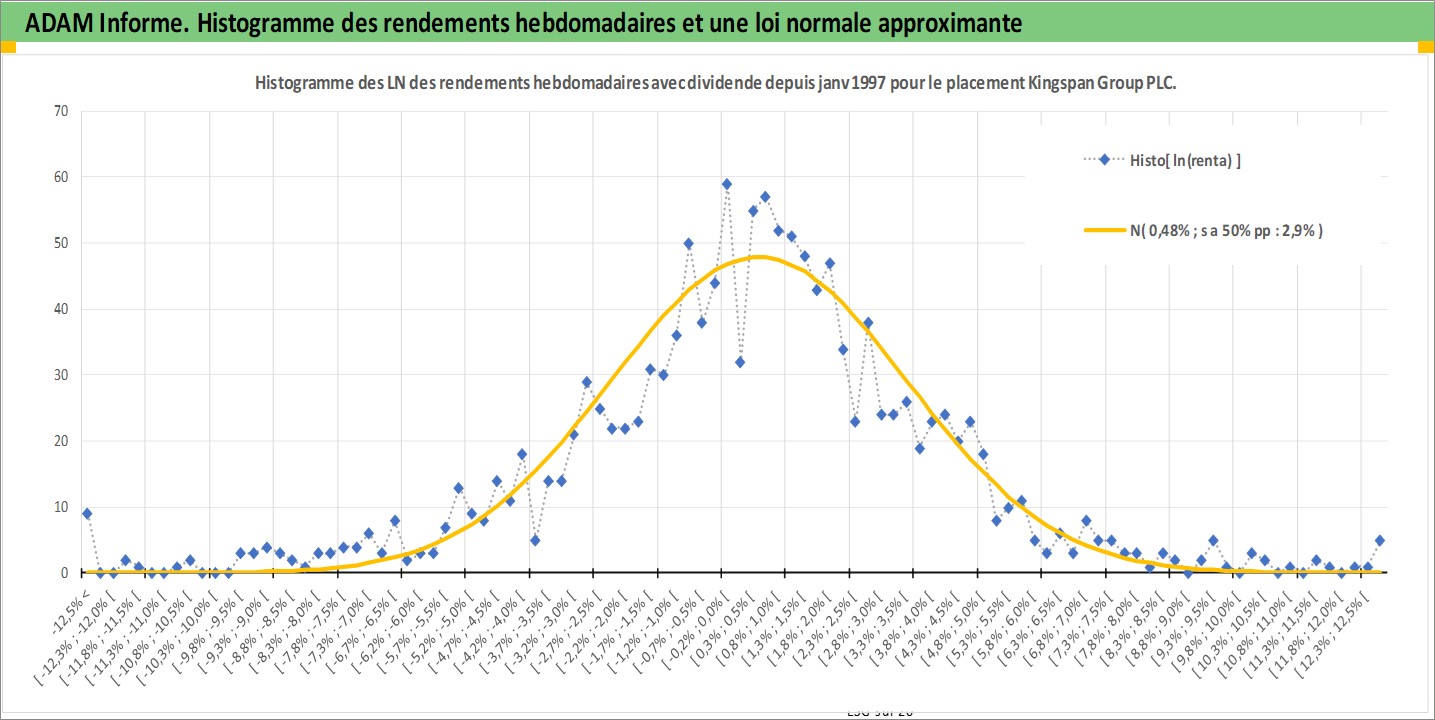 ADAM Informe. Histogramme des rendements hebdomadaires et une loi normale approximante
Histogramme des LN des rendements hebdomadaires avec dividende depuis janv 1997 pour le placement Kingspan Group PLC.
70
60
50
40
30
20
10
0
Histo[ ln(renta) ]
N( 0,48% ; s a 50% pp : 2,9% )
-12,5% <
[ -12,3% ; -12,0% [
[ -11,8% ; -11,5% [
[ -11,3% ; -11,0% [
[ -10,8% ; -10,5% [
[ -10,3% ; -10,0% [
[ -9,8% ; -9,5% [
[ -9,3% ; -9,0% [
[ -8,8% ; -8,5% [
[ -8,3% ; -8,0% [
[ -7,8% ; -7,5% [
[ -7,3% ; -7,0% [
[ -6,7% ; -6,5% [
[ -6,2% ; -6,0% [
[ -5,7% ; -5,5% [
[ -5,2% ; -5,0% [
[ -4,7% ; -4,5% [
[ -4,2% ; -4,0% [
[ -3,7% ; -3,5% [
[ -3,2% ; -3,0% [
[ -2,7% ; -2,5% [
[ -2,2% ; -2,0% [
[ -1,7% ; -1,5% [
[ -1,2% ; -1,0% [
[ -0,7% ; -0,5% [
[ -0,2% ; 0,0% [
[ 0,3% ; 0,5% [
[ 0,8% ; 1,0% [
[ 1,3% ; 1,5% [
[ 1,8% ; 2,0% [
[ 2,3% ; 2,5% [
[ 2,8% ; 3,0% [
[ 3,3% ; 3,5% [
[ 3,8% ; 4,0% [
[ 4,3% ; 4,5% [
[ 4,8% ; 5,0% [
[ 5,3% ; 5,5% [
[ 5,8% ; 6,0% [
[ 6,3% ; 6,5% [
[ 6,8% ; 7,0% [
[ 7,3% ; 7,5% [
[ 7,8% ; 8,0% [
[ 8,3% ; 8,5% [
[ 8,8% ; 9,0% [
[ 9,3% ; 9,5% [
[ 9,8% ; 10,0% [
[ 10,3% ; 10,5% [
[ 10,8% ; 11,0% [
[ 11,3% ; 11,5% [
[ 11,8% ; 12,0% [
[ 12,3% ; 12,5% [